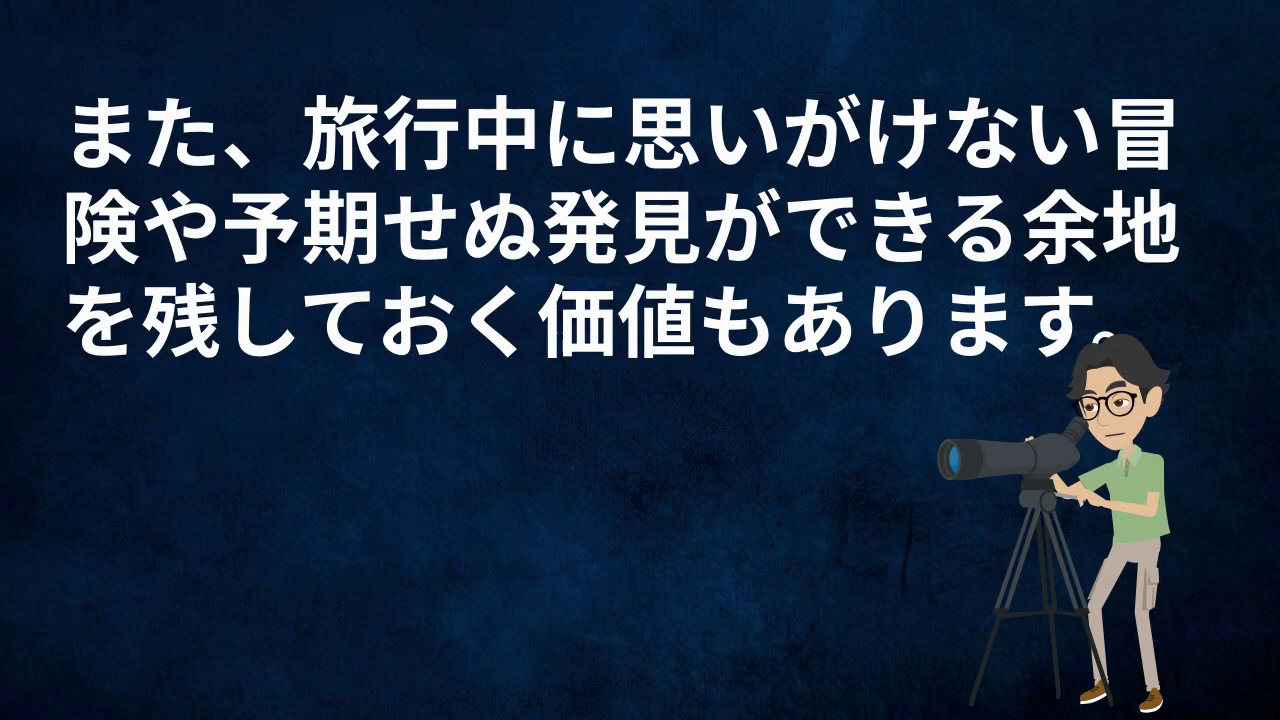 また、旅行中に思いがけない冒
険や予期せぬ発見ができる余地
を残しておく価値もあります。